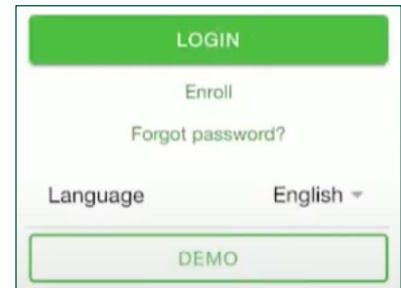 LOGIN
Enroll
Forgot password?
Language English
DEMO